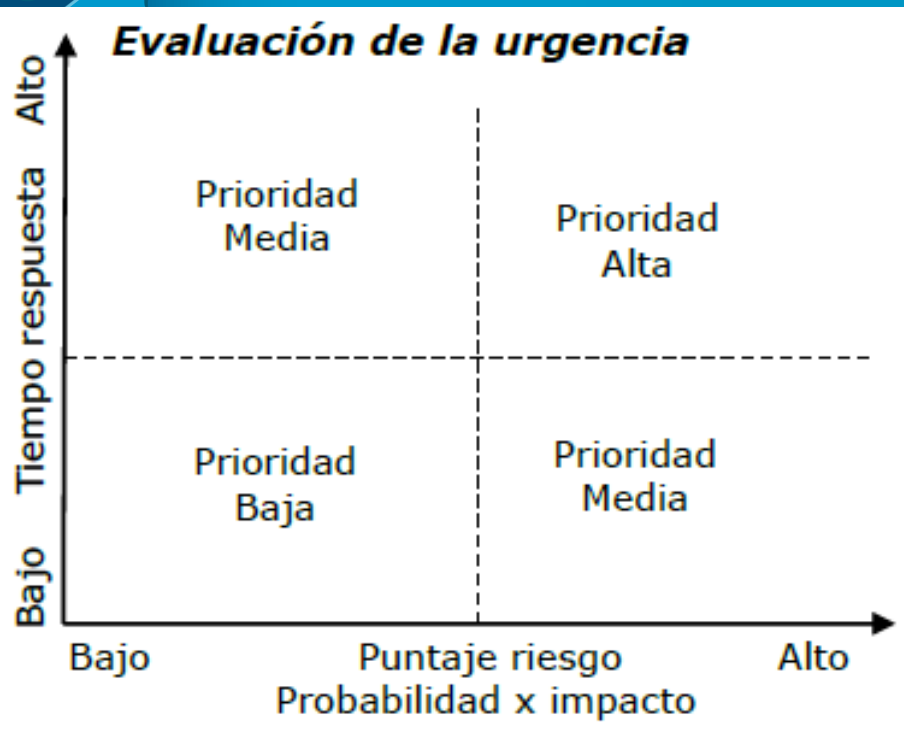 Evaluación de la urgencia
Alto
Tiempo respuesta
Bajo
Prioridad
Media
Prioridad
Alta
Prioridad
Baja
Prioridad
Media
Bajo
Puntaje riesgo
Alto
Probabilidad x impacto